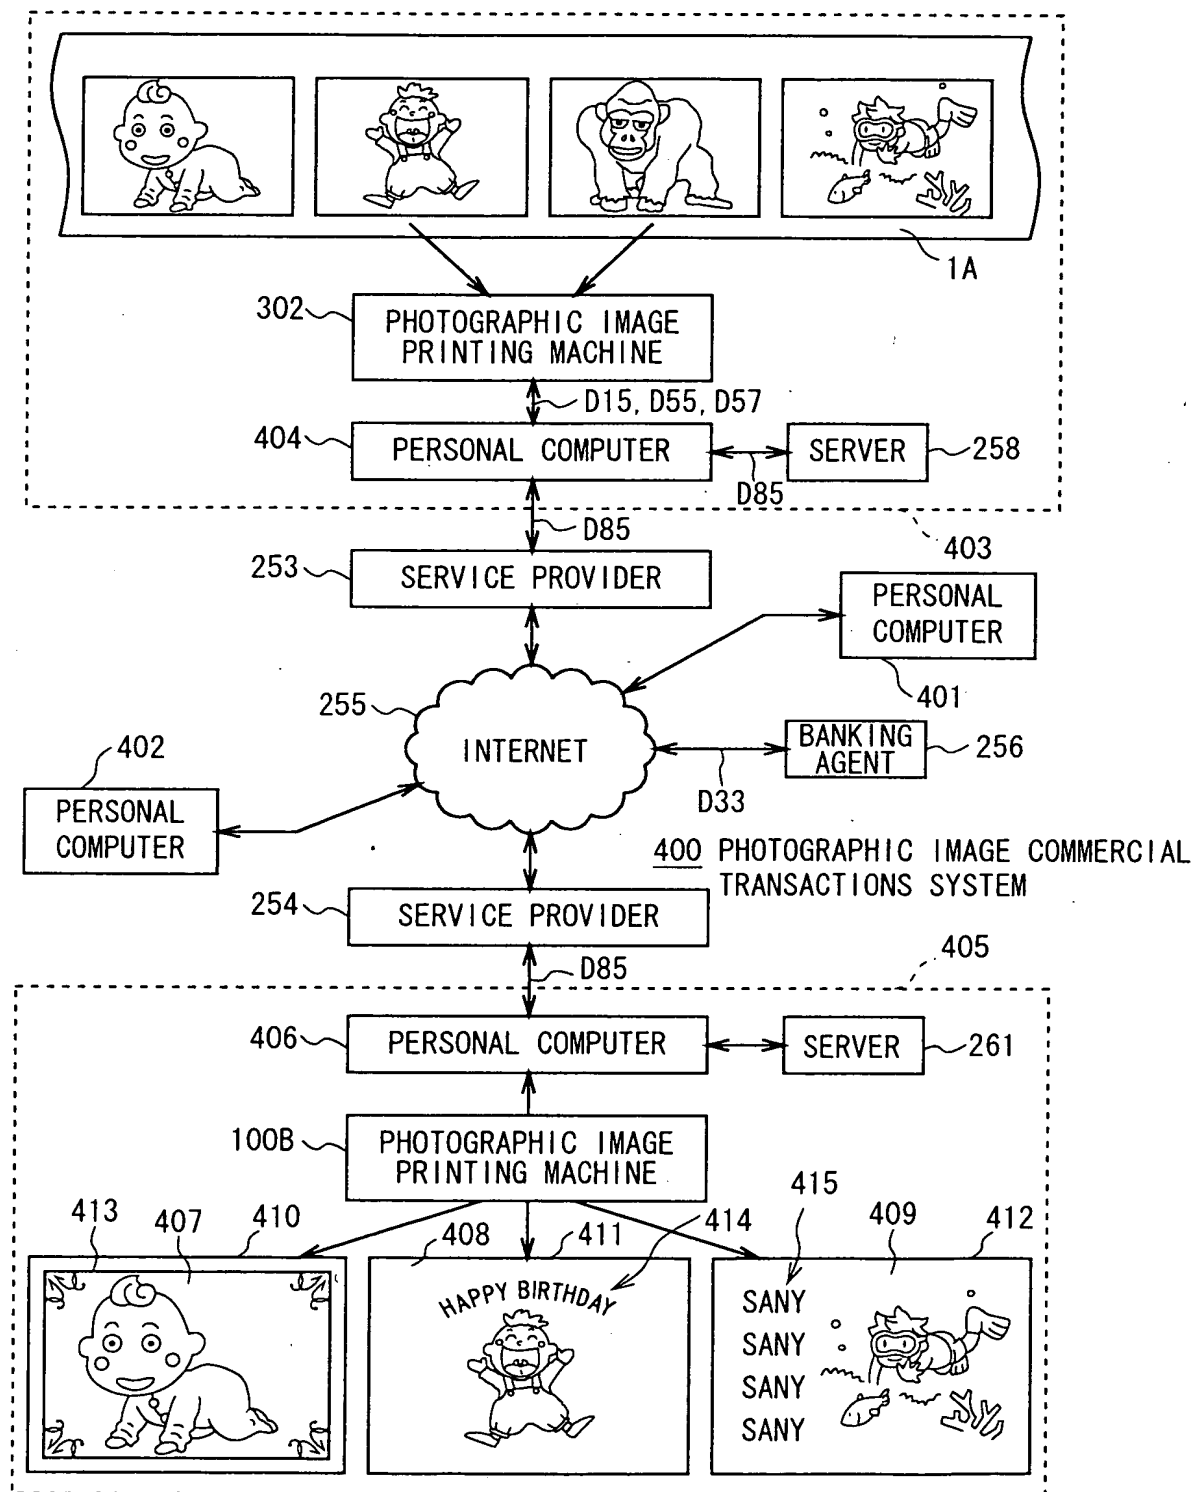 1A
302
PHOTOGRAPHIC IMAGE
PRINTING MACHINE
D15, D55, D57
404
PERSONAL COMPUTER
SERVER
258
D85
D85
403
253
SERVICE PROVIDER
PERSONAL
COMPUTER
401
255
INTERNET
402
PERSONAL
COMPUTER
BANKING
AGENT
256
D33
400 PHOTOGRAPHIC IMAGE COMMERCIAL
TRANSACTIONS SYSTEM
254
SERVICE PROVIDER
D85
405
406
PERSONAL COMPUTER
SERVER
261
100B
PHOTOGRAPHIC IMAGE
PRINTING MACHINE
413
407
410
408
411
414
415
409
412
HAPPY BIRTHDAY
SANY
SANY
SANY
SANY